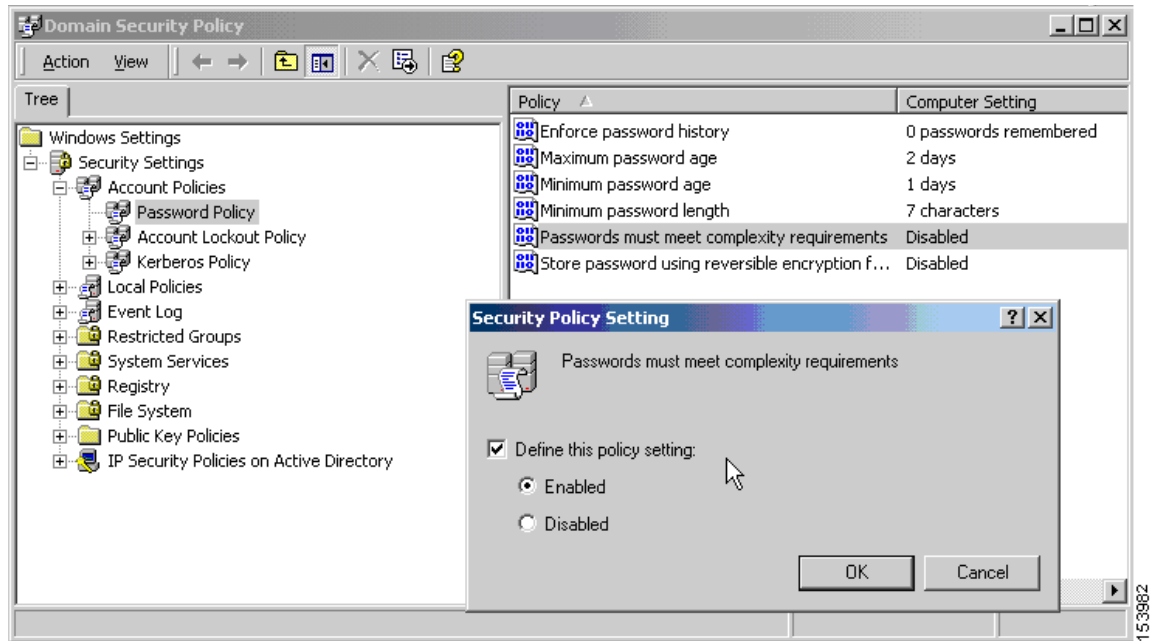 Domain Security Policy
Action View
Tree
Policy Computer Setting
Windows Settings
Security Settings
Account Policies
Password Policy
Account Lockout Policy
Kerberos Policy
Local Policies
Event Log
Restricted Groups
System Services
Registry
File System
Public Key Policies
IP Security Policies on Active Directory
Enforce password history 0 passwords remembered
Maximum password age 2 days
Minimum password age 1 days
Minimum password length 7 characters
Passwords must meet complexity requirements Disabled
Store password using reversible encryption f... Disabled
Security Policy Setting
Passwords must meet complexity requirements
Define this policy setting:
Enabled
Disabled
OK Cancel
153982